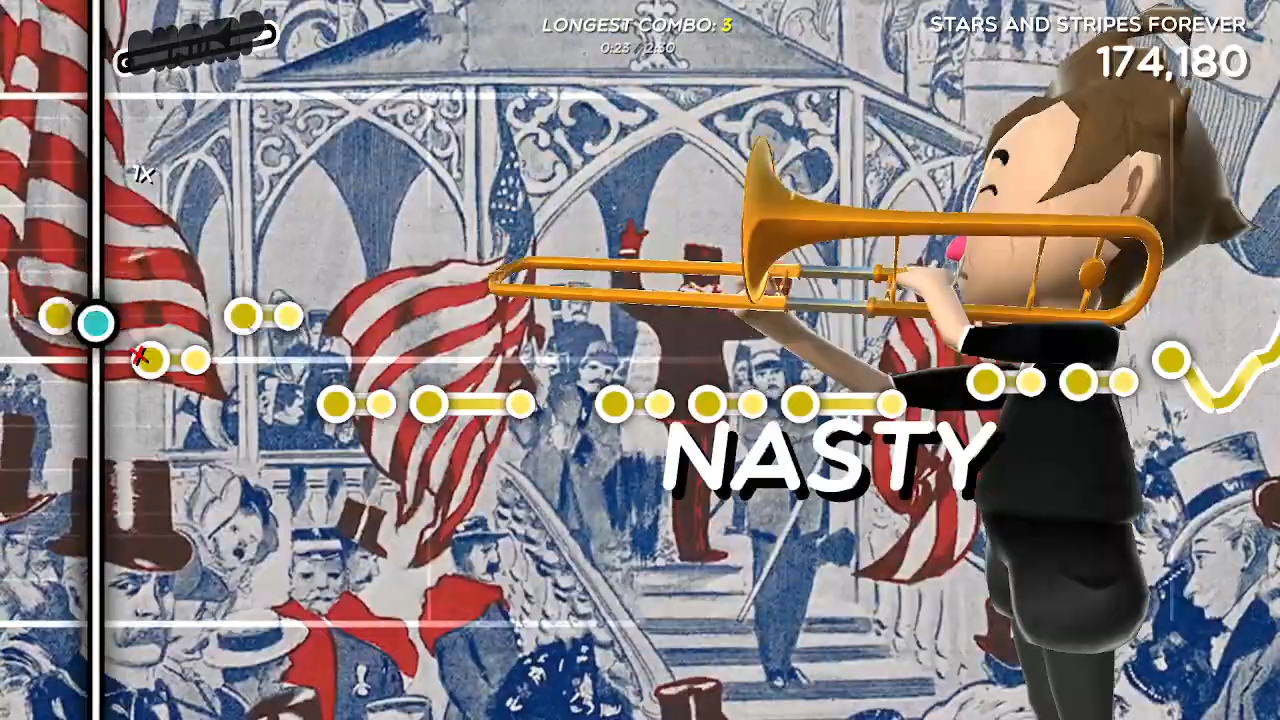 LONGEST COMBO: 3
0:23 / 2:30
STARS AND STRIPES FOREVER
174,180
1X
NASTY